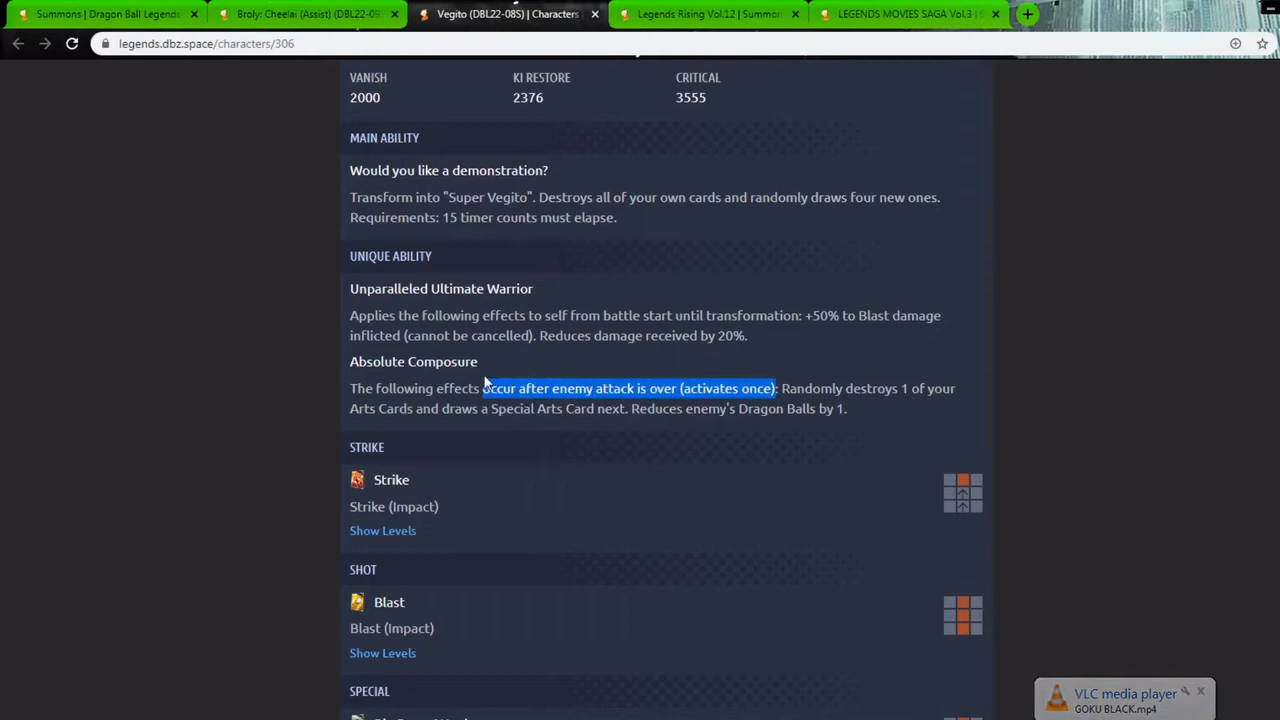 Summons | Dragon Ball Legends
Broly: Cheelai (Assist) (DBL22-09
Vegito (DBL22-08S) | Characters
Legends Rising Vol.12 | Summon
LEGENDS MOVIES SAGA Vol.3 | S
legends.dbz.space/characters/306
VANISH KI RESTORE CRITICAL
2000 2376 3555
MAIN ABILITY
Would you like a demonstration?
Transform into "Super Vegito". Destroys all of your own cards and randomly draws four new ones.
Requirements: 15 timer counts must elapse.
UNIQUE ABILITY
Unparalleled Ultimate Warrior
Applies the following effects to self from battle start until transformation: +50% to Blast damage
inflicted (cannot be cancelled). Reduces damage received by 20%.
Absolute Composure
The following effects occur after enemy attack is over (activates once): Randomly destroys 1 of your
Arts Cards and draws a Special Arts Card next. Reduces enemy's Dragon Balls by 1.
STRIKE
Strike
Strike (Impact)
Show Levels
SHOT
Blast
Blast (Impact)
Show Levels
SPECIAL
VLC media player
GOKU BLACK.mp4